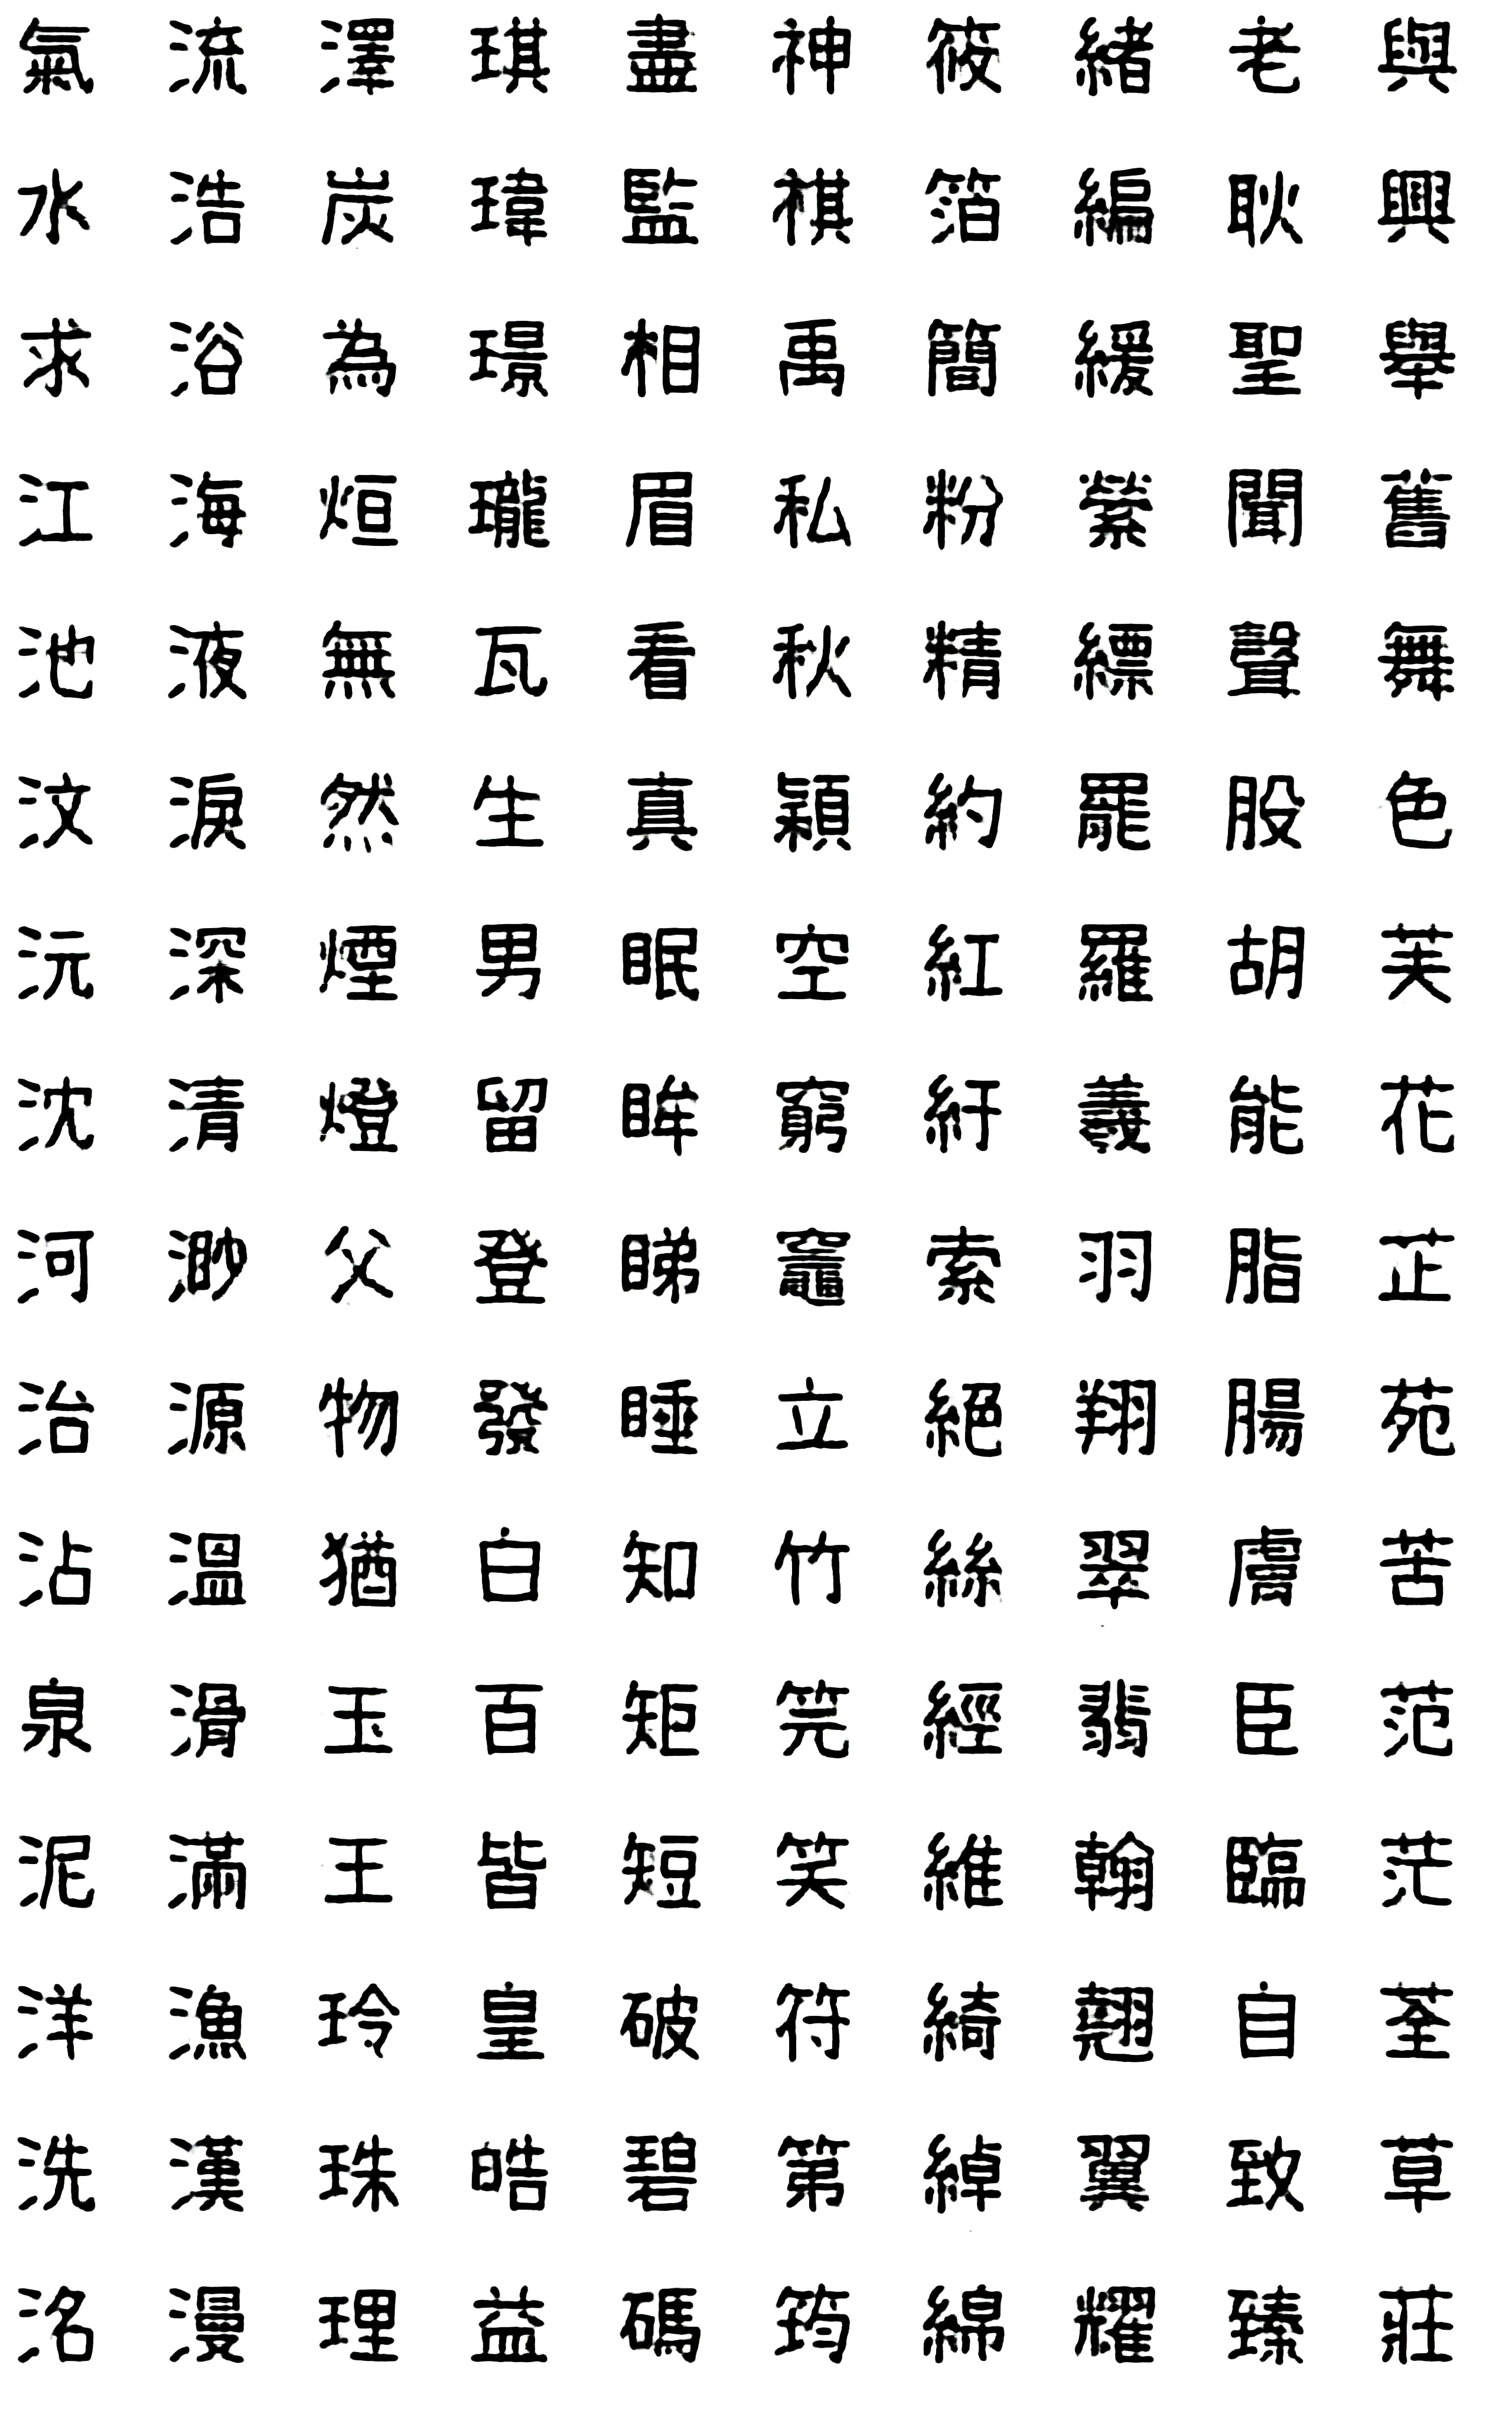 氣 流 澤 琪 盡 神 筱 緒 老 與
水 浩 炭 瑋 監 祺 箔 編 耿 興
求 浴 為 璟 相 禹 簡 緩 聖 舉
江 海 烜 瓏 眉 私 粉 縈 聞 舊
池 液 無 瓦 看 秋 精 縹 聲 舞
汶 淚 然 生 真 穎 約 罷 股 色
沅 深 煙 男 眠 空 紅 羅 胡 芙
沈 清 燈 留 眸 窮 紆 羲 能 花
河 渺 父 登 睇 竈 索 羽 脂 芷
治 源 物 發 睡 立 絕 翔 腸 苑
沾 溫 猶 白 知 竹 絲 翠 膚 苦
泉 滑 玉 百 矩 筦 經 翡 臣 范
泥 滿 王 皆 短 笑 維 翰 臨 茫
洋 漁 玲 皇 破 符 綺 翹 自 荃
洗 漢 珠 皓 碧 第 綽 翼 致 草
洺 漫 理 益 碼 筠 綿 耀 臻 莊